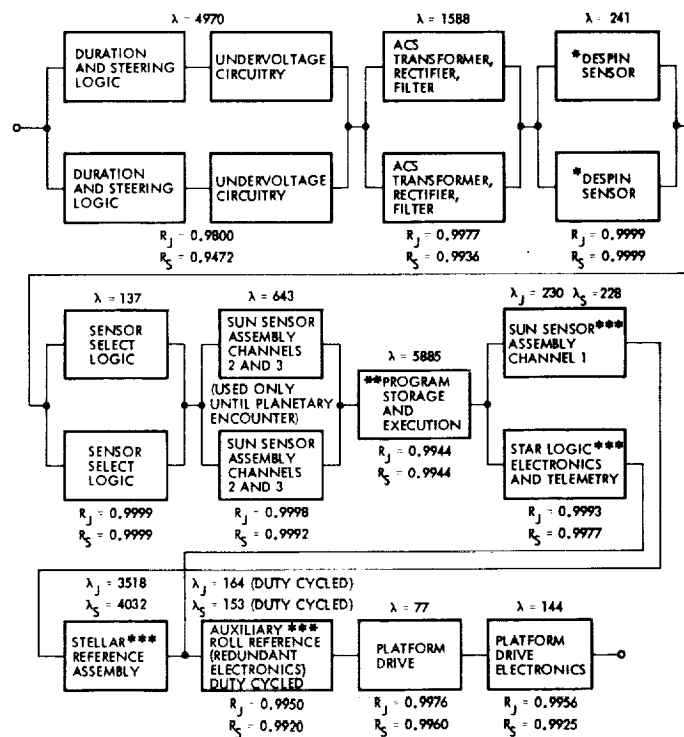 λ = 4970
λ = 1588
λ = 241
DURATION
AND STEERING
LOGIC
UNDERVOLTAGE
CIRCUITRY
ACS
TRANSFORMER,
RECTIFIER,
FILTER
*DESPIN
SENSOR
DURATION
AND STEERING
LOGIC
UNDERVOLTAGE
CIRCUITRY
ACS
TRANSFORMER,
RECTIFIER,
FILTER
*DESPIN
SENSOR
RJ = 0.9800
RS = 0.9472
RJ = 0.9977
RS = 0.9936
RJ = 0.9999
RS = 0.9999
λ = 137
λ = 643
λJ = 230 λS = 228
SENSOR
SELECT LOGIC
SUN SENSOR
ASSEMBLY
CHANNELS
2 AND 3
λ = 5885
SUN SENSOR***
ASSEMBLY
CHANNEL 1
(USED ONLY
UNTIL PLANETARY
ENCOUNTER)
**PROGRAM
STORAGE
AND
EXECUTION
SENSOR
SELECT
LOGIC
SUN SENSOR
ASSEMBLY
CHANNELS
2 AND 3
RJ = 0.9944
RS = 0.9944
STAR LOGIC***
ELECTRONICS
AND TELEMETRY
RJ = 0.9999
RS = 0.9999
RJ = 0.9998
RS = 0.9992
RJ = 0.9993
RS = 0.9977
λJ = 3518
λS = 4032
λJ = 164 (DUTY CYCLED)
λS = 153 (DUTY CYCLED)
λ = 77
λ = 144
STELLAR***
REFERENCE
ASSEMBLY
AUXILIARY ***
ROLL REFERENCE
(REDUNDANT
ELECTRONICS)
DUTY CYCLED
PLATFORM
DRIVE
PLATFORM
DRIVE
ELECTRONICS
RJ = 0.9950
RS = 0.9920
RJ = 0.9976
RS = 0.9960
RJ = 0.9956
RS = 0.9925